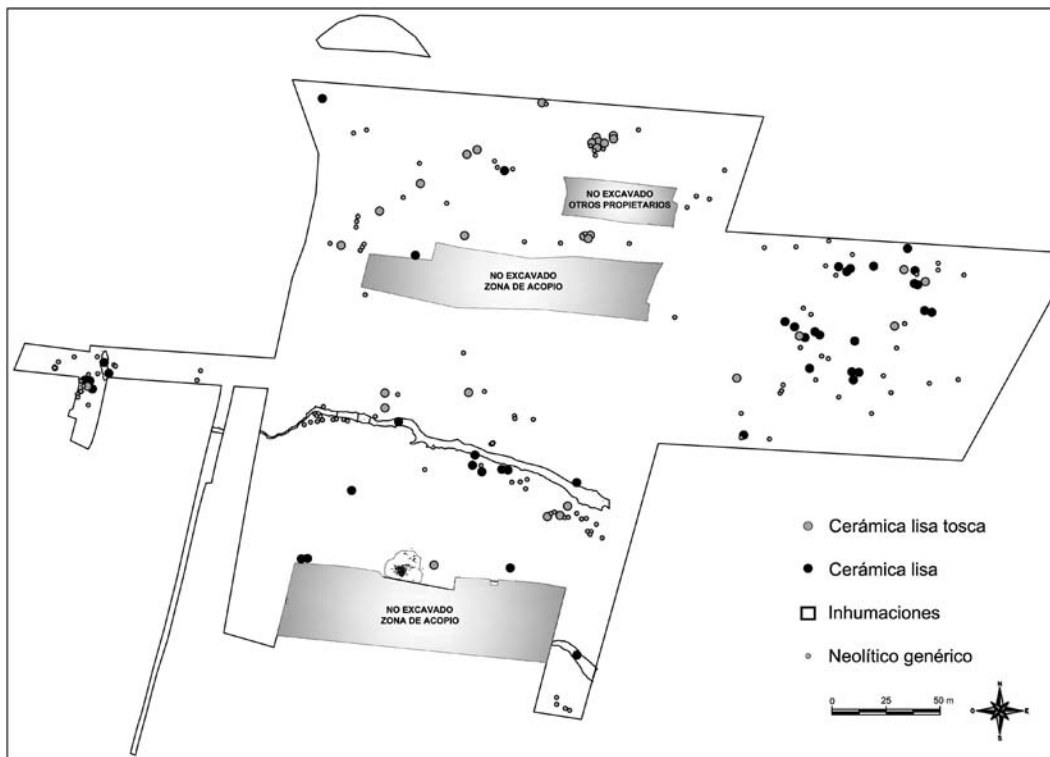 NO EXCAVADO
OTROS PROPIETARIOS
NO EXCAVADO
ZONA DE ACOPIO
NO EXCAVADO
ZONA DE ACOPIO
Cerámica lisa tosca
Cerámica lisa
Inhumaciones
Neolítico genérico
0 25 50 m
N
O E
S